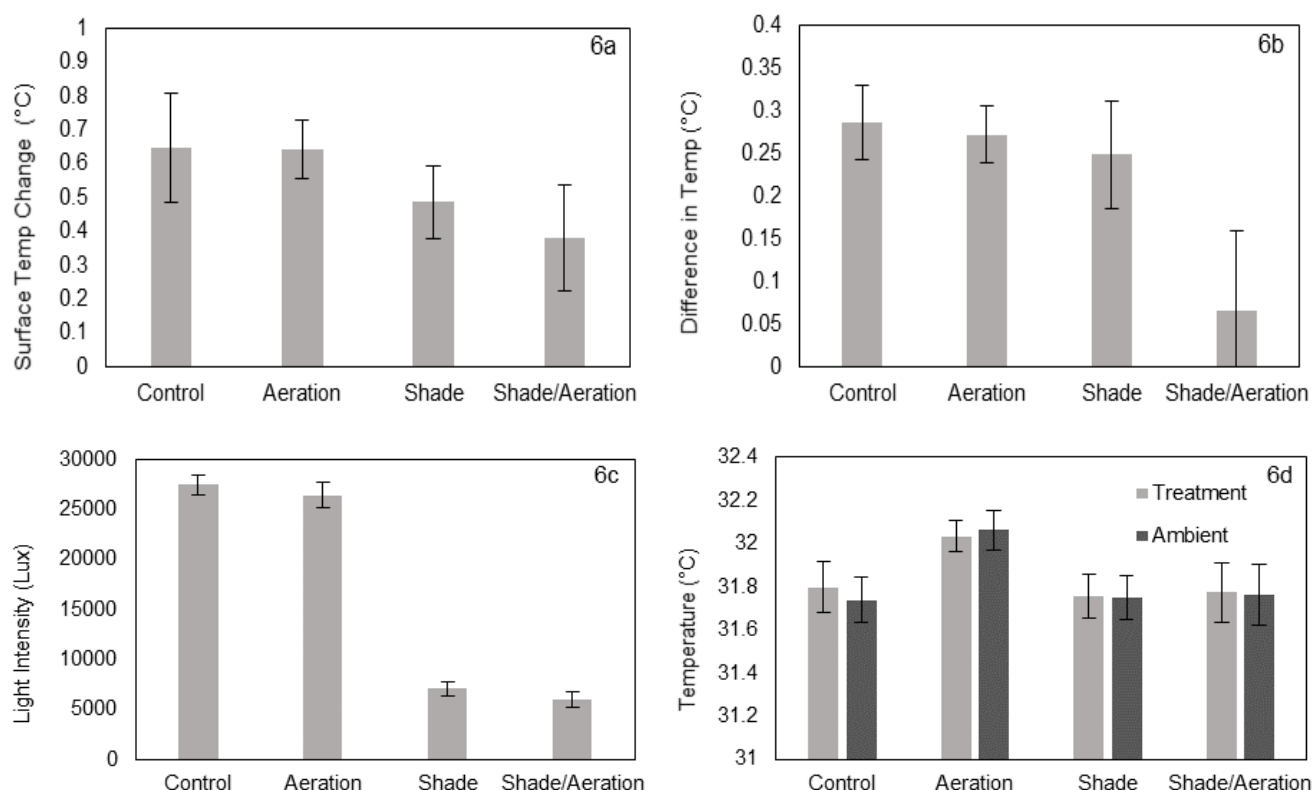 6a
Surface Temp Change (°C)
1
0.9
0.8
0.7
0.6
0.5
0.4
0.3
0.2
0.1
0
Control Aeration Shade Shade/Aeration
6b
Difference in Temp (°C)
0.4
0.35
0.3
0.25
0.2
0.15
0.1
0.05
0
Control Aeration Shade Shade/Aeration
6c
Light Intensity (Lux)
30000
25000
20000
15000
10000
5000
0
Control Aeration Shade Shade/Aeration
6d
Temperature (°C)
32.4
32.2
32
31.8
31.6
31.4
31.2
31
Treatment
Ambient
Control Aeration Shade Shade/Aeration